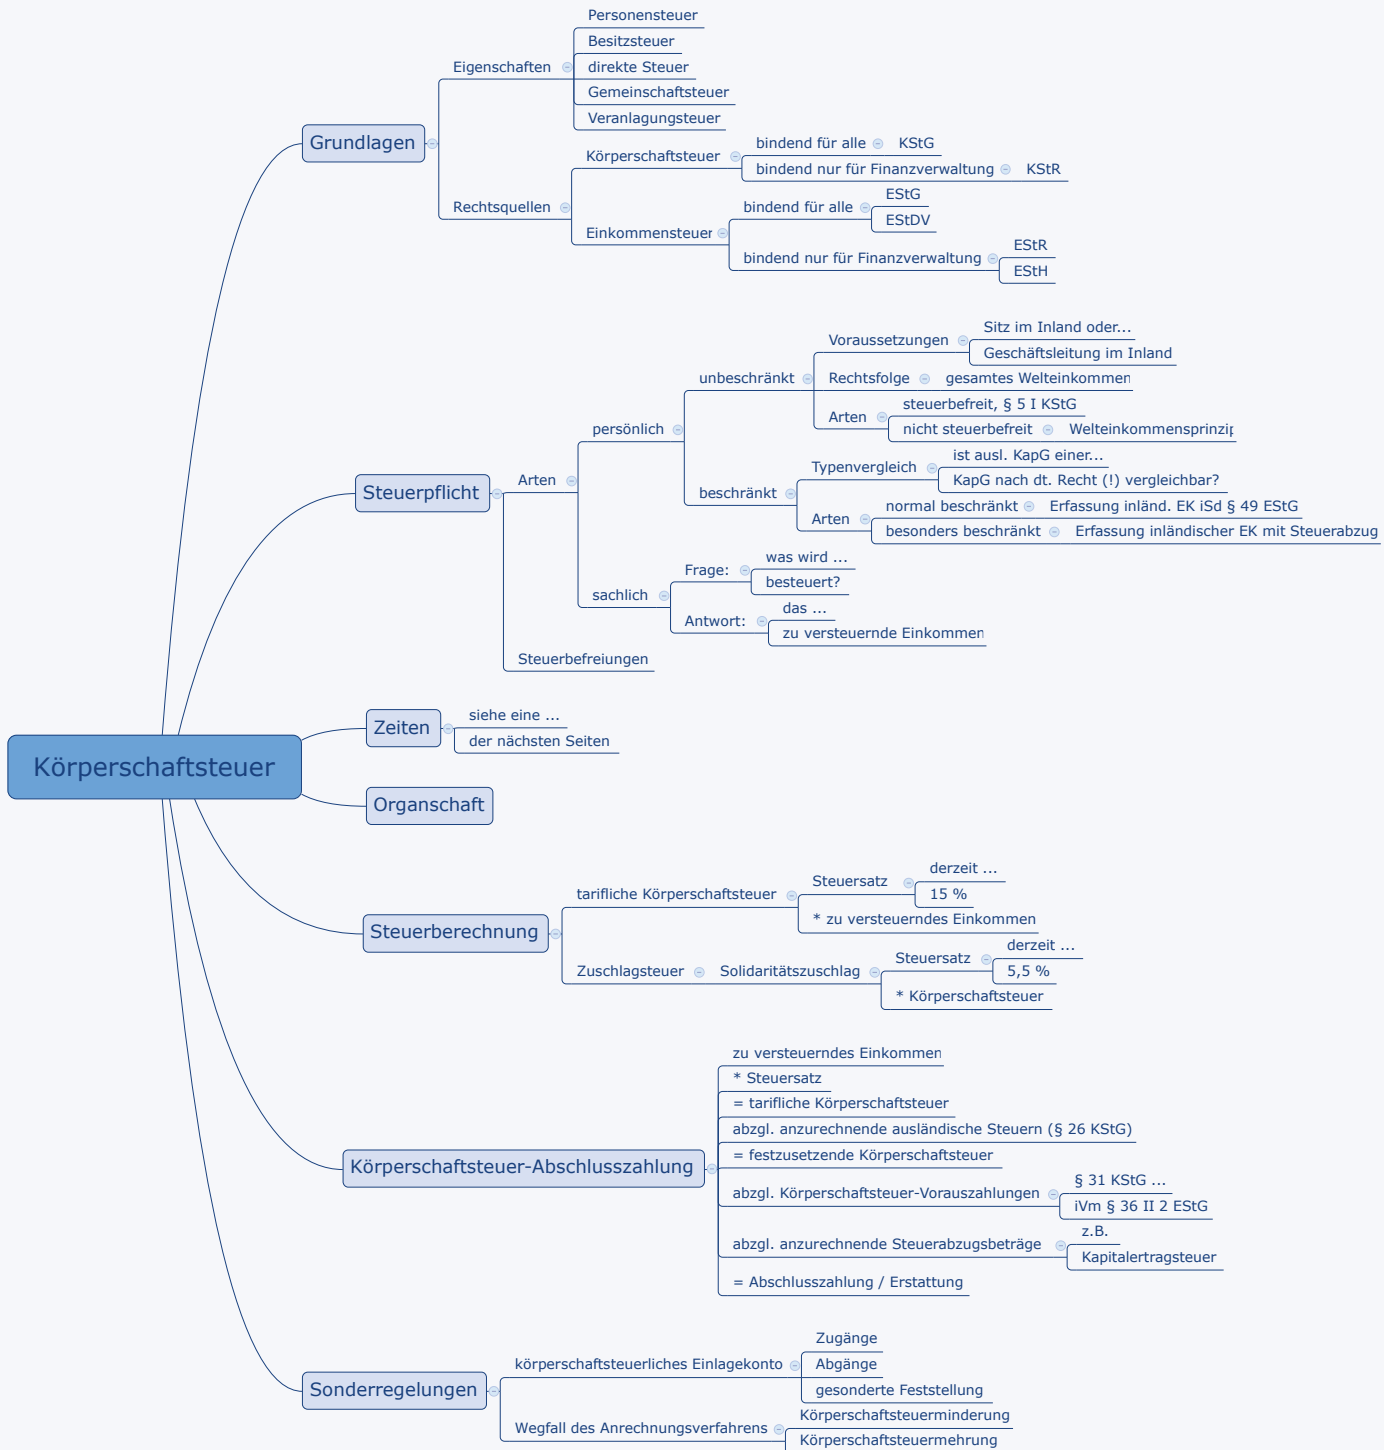 Personensteuer
Besitzsteuer
Eigenschaften
direkte Steuer
Gemeinschaftsteuer
Veranlagungsteuer
Grundlagen
bindend für alle KStG
Körperschaftsteuer
bindend nur für Finanzverwaltung KStR
Rechtsquellen
EStG
bindend für alle
EStDV
Einkommensteuer
EStR
bindend nur für Finanzverwaltung
EStH
Sitz im Inland oder...
Voraussetzungen
Geschäftsleitung im Inland
unbeschränkt
Rechtsfolge gesamtes Welteinkommen
steuerbefreit, § 5 I KStG
Arten
nicht steuerbefreit Welteinkommensprinzip
persönlich
ist ausl. KapG einer...
Typenvergleich
KapG nach dt. Recht (!) vergleichbar?
beschränkt
normal beschränkt Erfassung inländ. EK iSd § 49 EStG
Arten
besonders beschränkt Erfassung inländischer EK mit Steuerabzug
Steuerpflicht
Arten
was wird ...
Frage:
besteuert?
sachlich
das ...
Antwort:
zu versteuernde Einkommen
Steuerbefreiungen
Zeiten
siehe eine ...
der nächsten Seiten
Körperschaftsteuer
Organschaft
derzeit ...
Steuersatz
15 %
tarifliche Körperschaftsteuer
* zu versteuerndes Einkommen
Steuerberechnung
derzeit ...
Steuersatz
5,5 %
Zuschlagsteuer Solidaritätszuschlag
* Körperschaftsteuer
zu versteuerndes Einkommen
* Steuersatz
= tarifliche Körperschaftsteuer
abzgl. anzurechnende ausländische Steuern (§ 26 KStG)
= festzusetzende Körperschaftsteuer
Körperschaftsteuer-Abschlusszahlung
§ 31 KStG ...
abzgl. Körperschaftsteuer-Vorauszahlungen
iVm § 36 II 2 EStG
z.B.
abzgl. anzurechnende Steuerabzugsbeträge
Kapitalertragsteuer
= Abschlusszahlung / Erstattung
Zugänge
körperschaftsteuerliches Einlagekonto
Abgänge
gesonderte Feststellung
Sonderregelungen
Körperschaftsteuerminderung
Wegfall des Anrechnungsverfahrens
Körperschaftsteuermehrung